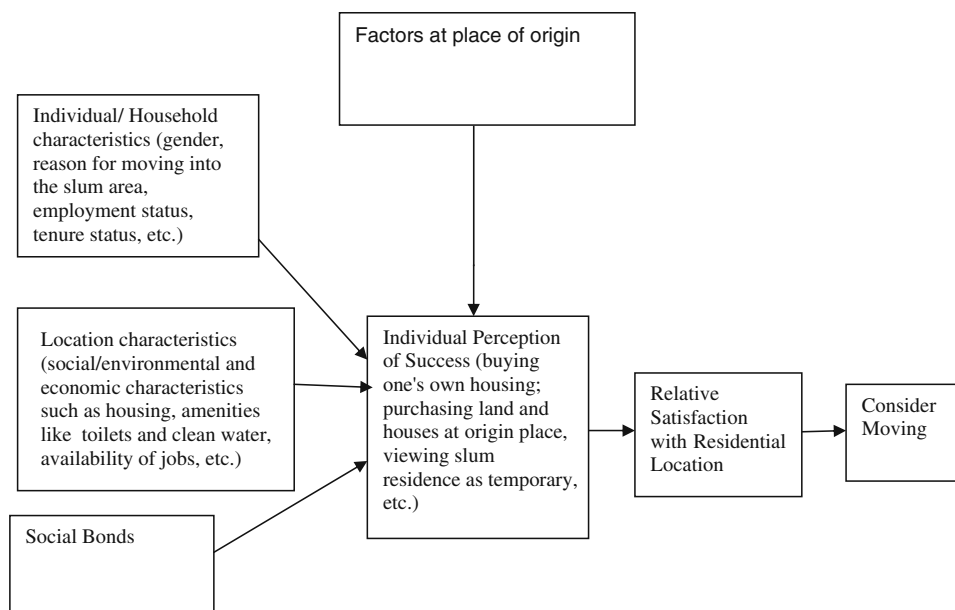 Factors at place of origin
Individual/ Household
characteristics (gender,
reason for moving into
the slum area,
employment status,
tenure status, etc.)
Location characteristics
(social/environmental and
economic characteristics
such as housing, amenities
like toilets and clean water,
availability of jobs, etc.)
Social Bonds
Individual Perception
of Success (buying
one's own housing;
purchasing land and
houses at origin place,
viewing slum
residence as temporary,
etc.)
Relative
Satisfaction
with Residential
Location
Consider
Moving